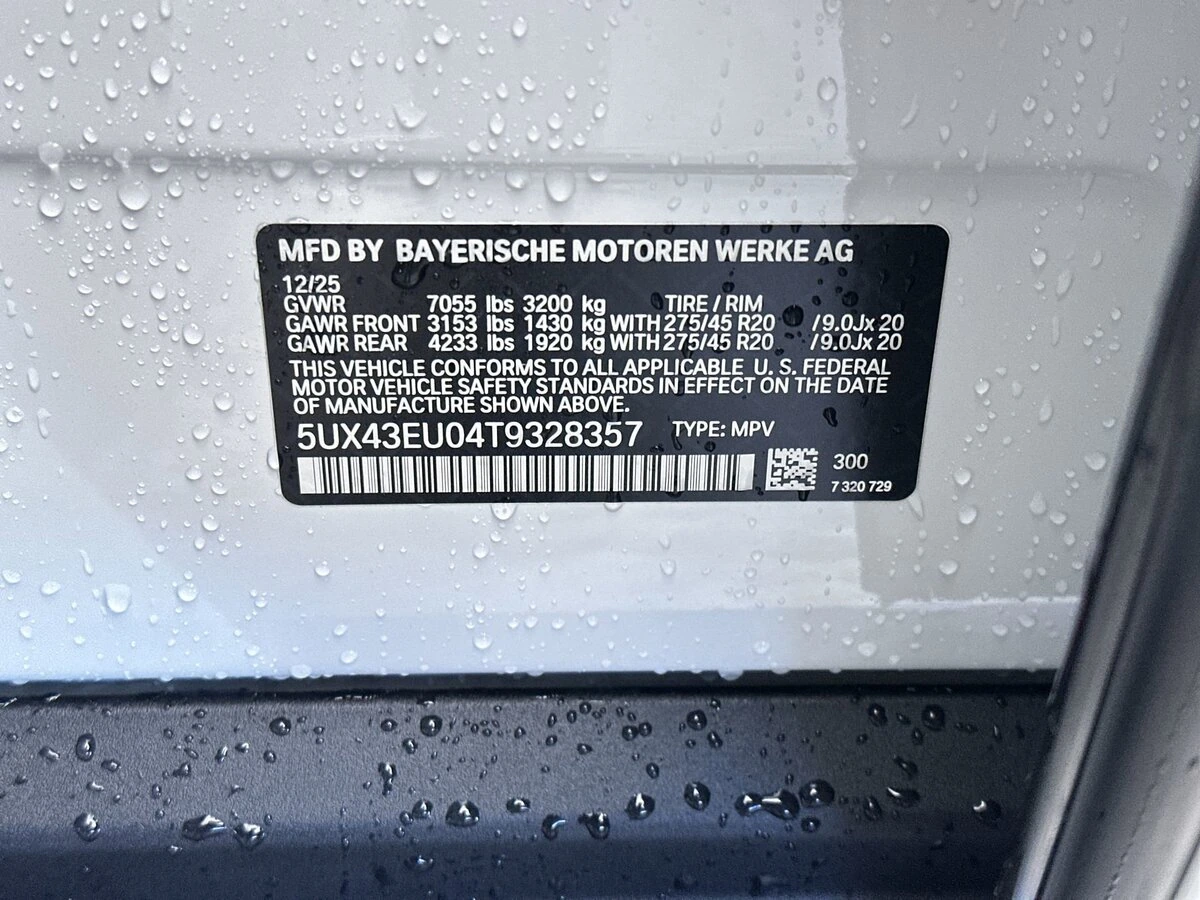 MFD BY BAYERISCHE MOTOREN WERKE AG
12/25
GVWR 7055 lbs 3200 kg TIRE / RIM
GAWR FRONT 3153 lbs 1430 kg WITH 275/45 R20 / 9.0Jx 20
GAWR REAR 4233 lbs 1920 kg WITH 275/45 R20 / 9.0Jx 20
THIS VEHICLE CONFORMS TO ALL APPLICABLE U. S. FEDERAL
MOTOR VEHICLE SAFETY STANDARDS IN EFFECT ON THE DATE
OF MANUFACTURE SHOWN ABOVE.
5UX43EU04T9328357 TYPE: MPV
300
7 320 729